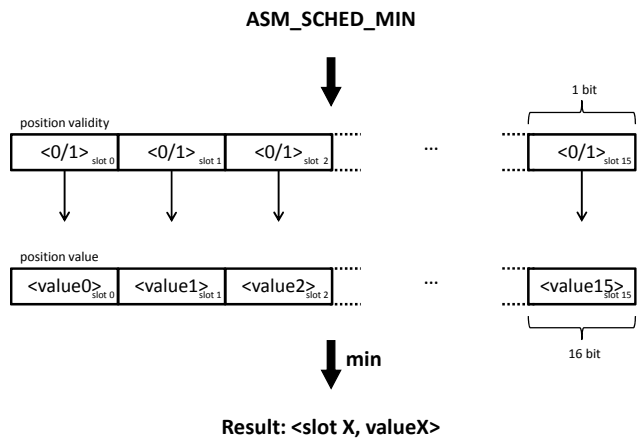 ASM_SCHED_MIN
1 bit
position validity
<0/1> slot 0 <0/1> slot 1 <0/1> slot 2 ... <0/1> slot 15
position value
<value0> slot 0 <value1> slot 1 <value2> slot 2 ... <value15> slot 15
min
16 bit
Result: <slot X, valueX>